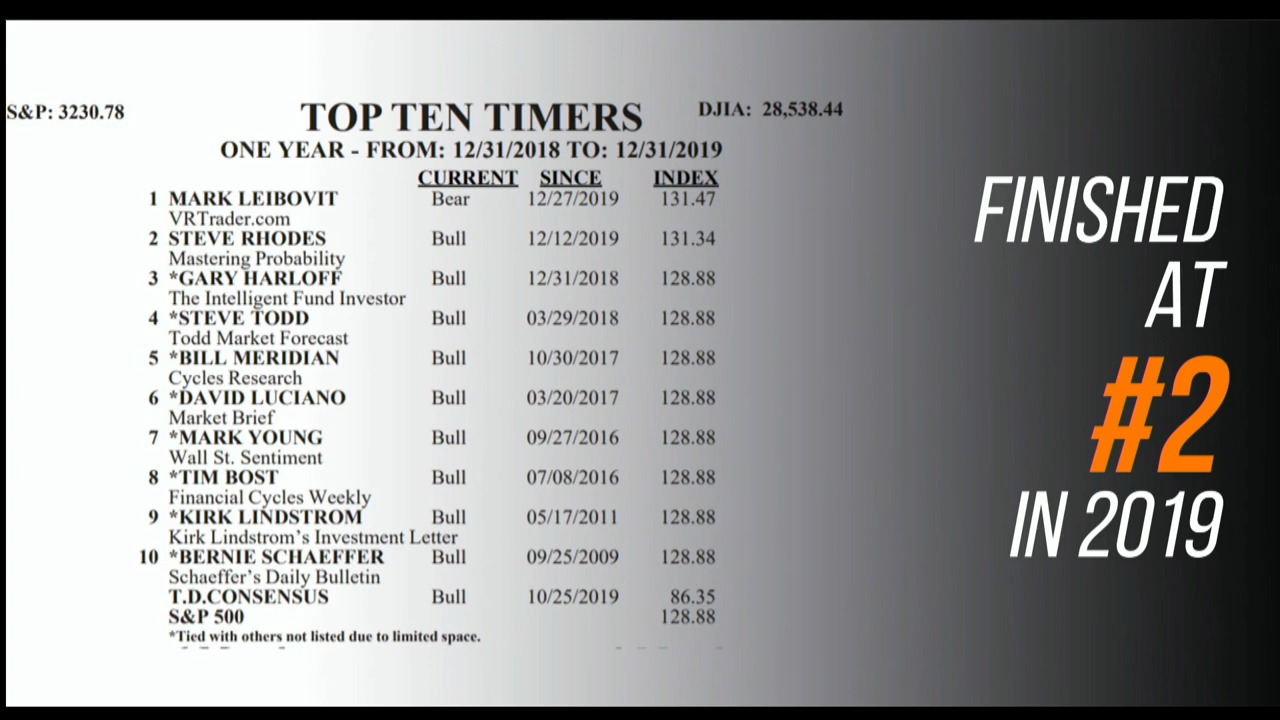 S&P: 3230.78
TOP TEN TIMERS
DJIA: 28,538.44
ONE YEAR - FROM: 12/31/2018 TO: 12/31/2019
CURRENT SINCE INDEX
1 MARK LEIBOVIT Bear 12/27/2019 131.47
VRTrader.com
2 STEVE RHODES Bull 12/12/2019 131.34
Mastering Probability
3 *GARY HARLOFF Bull 12/31/2018 128.88
The Intelligent Fund Investor
4 *STEVE TODD Bull 03/29/2018 128.88
Todd Market Forecast
5 *BILL MERIDIAN Bull 10/30/2017 128.88
Cycles Research
6 *DAVID LUCIANO Bull 03/20/2017 128.88
Market Brief
7 *MARK YOUNG Bull 09/27/2016 128.88
Wall St. Sentiment
8 *TIM BOST Bull 07/08/2016 128.88
Financial Cycles Weekly
9 *KIRK LINDSTROM Bull 05/17/2011 128.88
Kirk Lindstrom's Investment Letter
10 *BERNIE SCHAEFFER Bull 09/25/2009 128.88
Schaeffer's Daily Bulletin
T.D.CONSENSUS Bull 10/25/2019 86.35
S&P 500 128.88
*Tied with others not listed due to limited space.
FINISHED
AT
#2
IN 2019